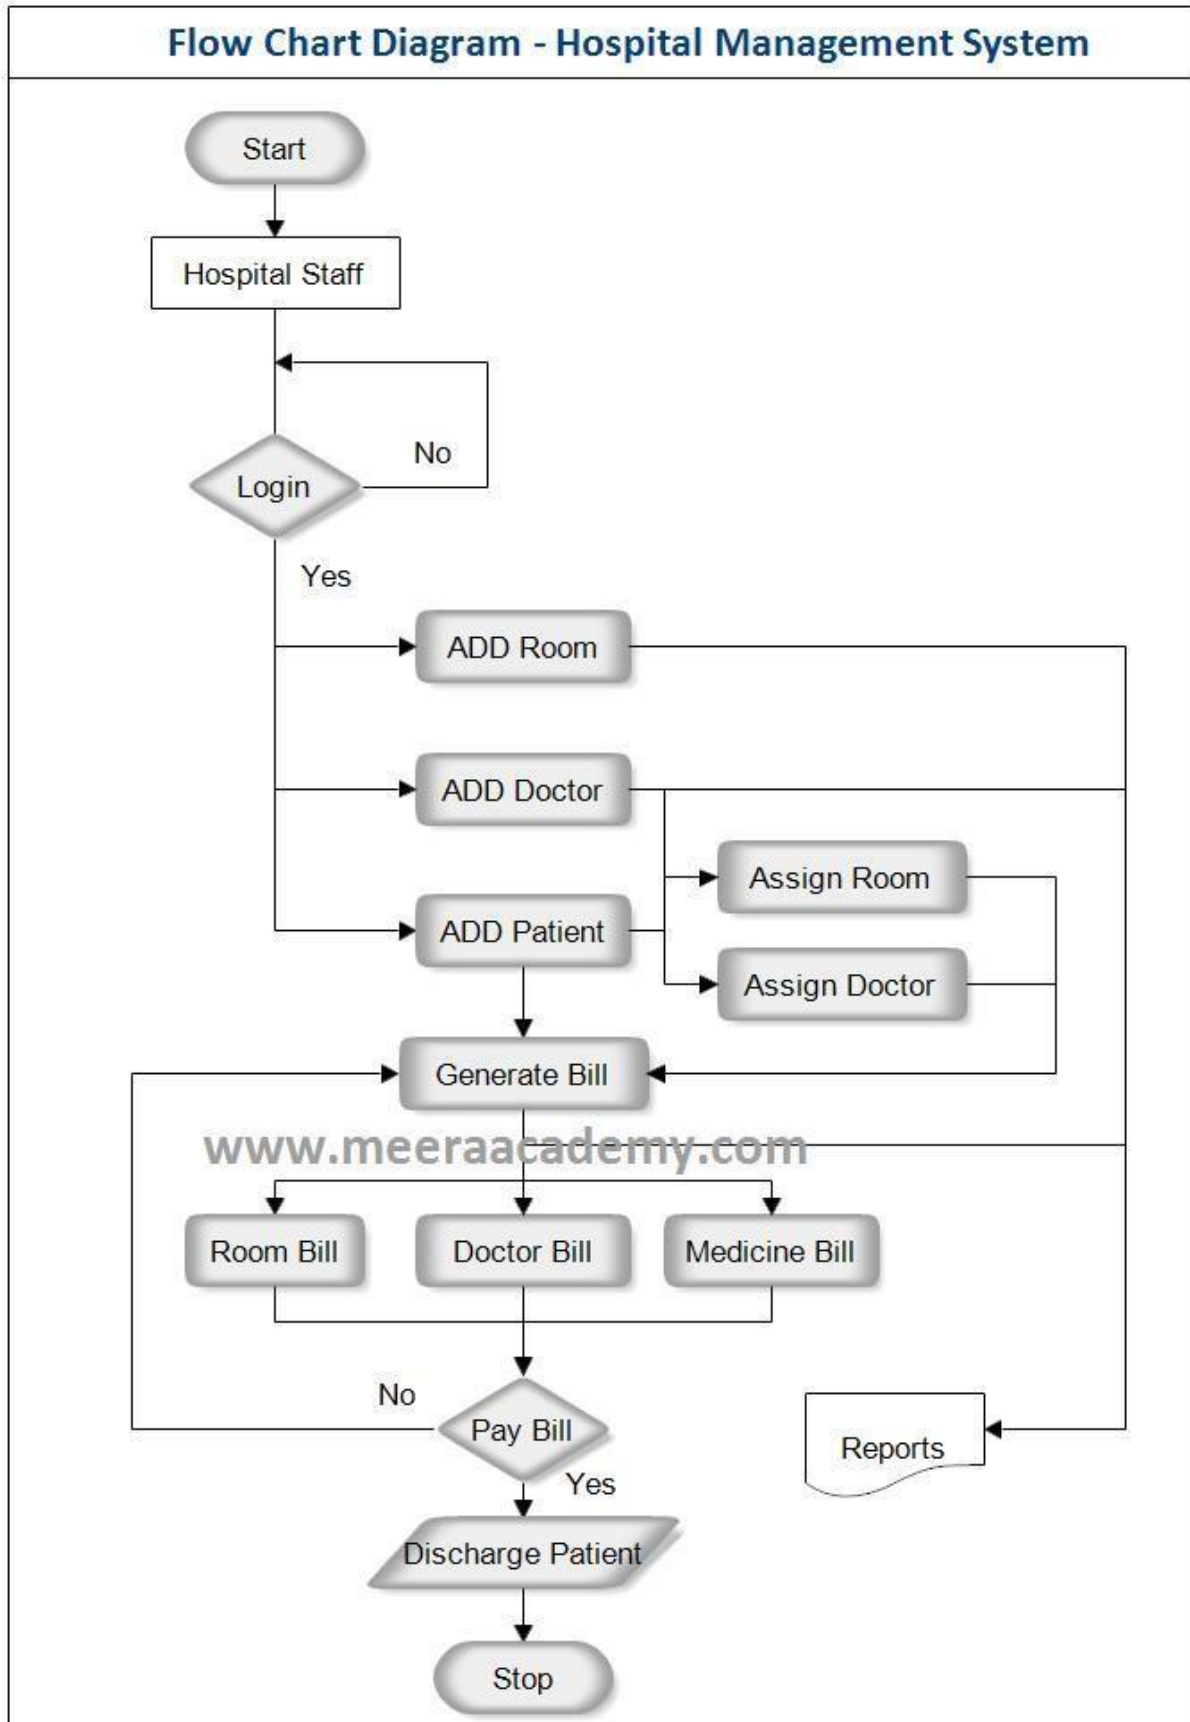 Flow Chart Diagram - Hospital Management System
Start
Hospital Staff
No
Login
Yes
ADD Room
ADD Doctor
Assign Room
ADD Patient
Assign Doctor
Generate Bill
www.meeraacademy.com
Room Bill
Doctor Bill
Medicine Bill
No
Pay Bill
Reports
Yes
Discharge Patient
Stop